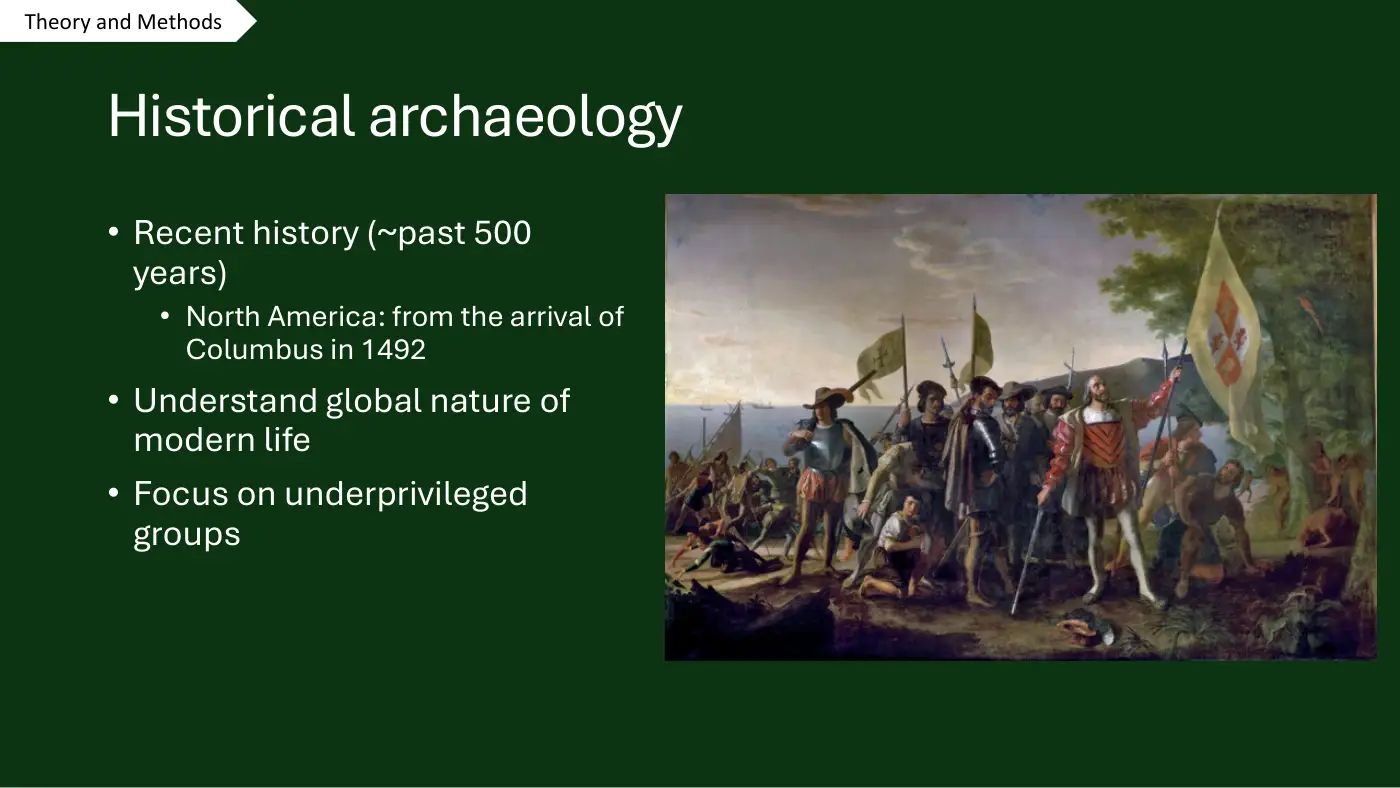 Theory and Methods
Historical archaeology
• Recent history (~past 500
years)
• North America: from the arrival of
Columbus in 1492
• Understand global nature of
modern life
• Focus on underprivileged
groups